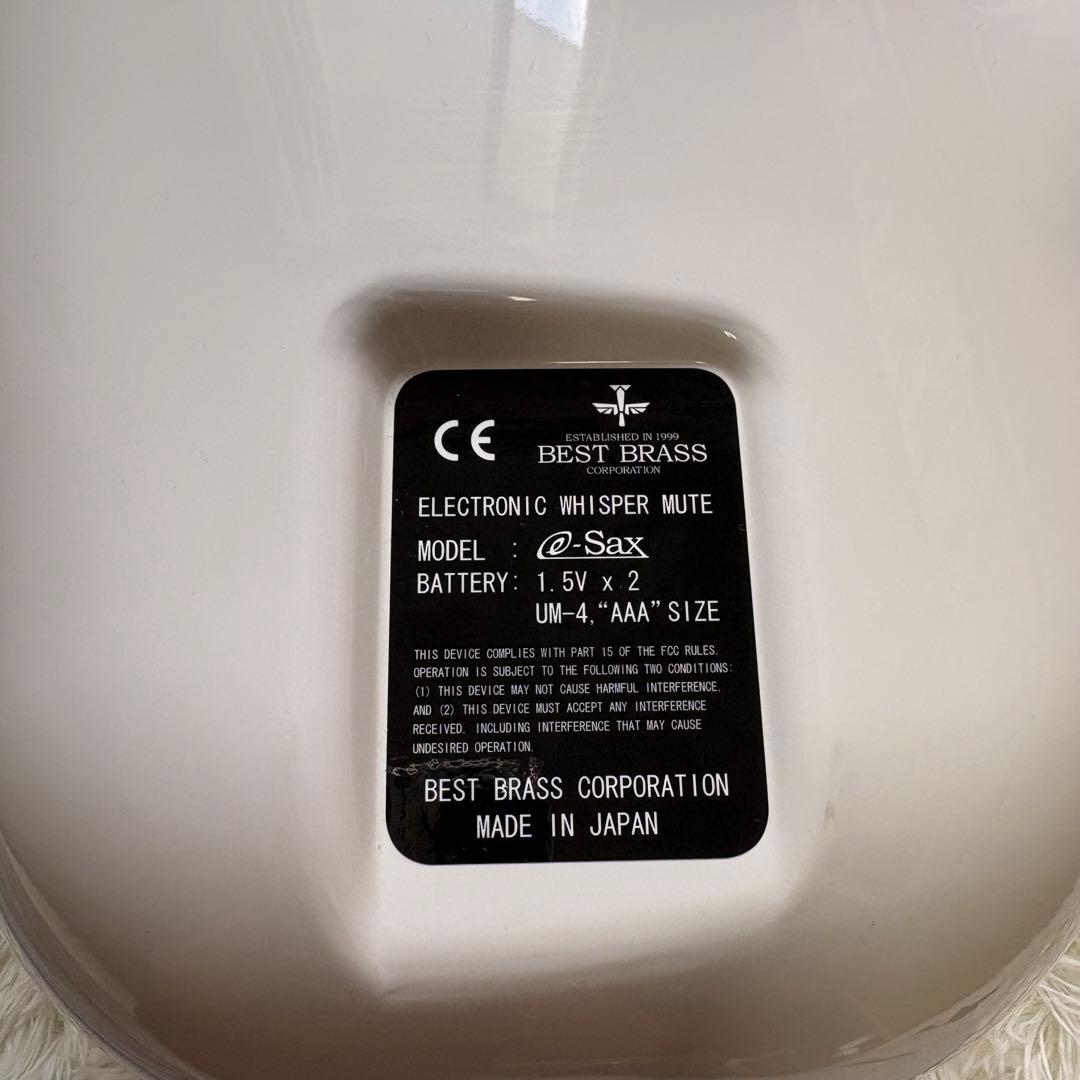 CE
ESTABLISHED IN 1999
BEST BRASS
CORPORATION
ELECTRONIC WHISPER MUTE
MODEL : e-Sax
BATTERY: 1.5V x 2
UM-4, “AAA” SIZE
THIS DEVICE COMPLIES WITH PART 15 OF THE FCC RULES.
OPERATION IS SUBJECT TO THE FOLLOWING TWO CONDITIONS:
(1) THIS DEVICE MAY NOT CAUSE HARMFUL INTERFERENCE,
AND (2) THIS DEVICE MUST ACCEPT ANY INTERFERENCE
RECEIVED. INCLUDING INTERFERENCE THAT MAY CAUSE
UNDESIRED OPERATION.
BEST BRASS CORPORATION
MADE IN JAPAN